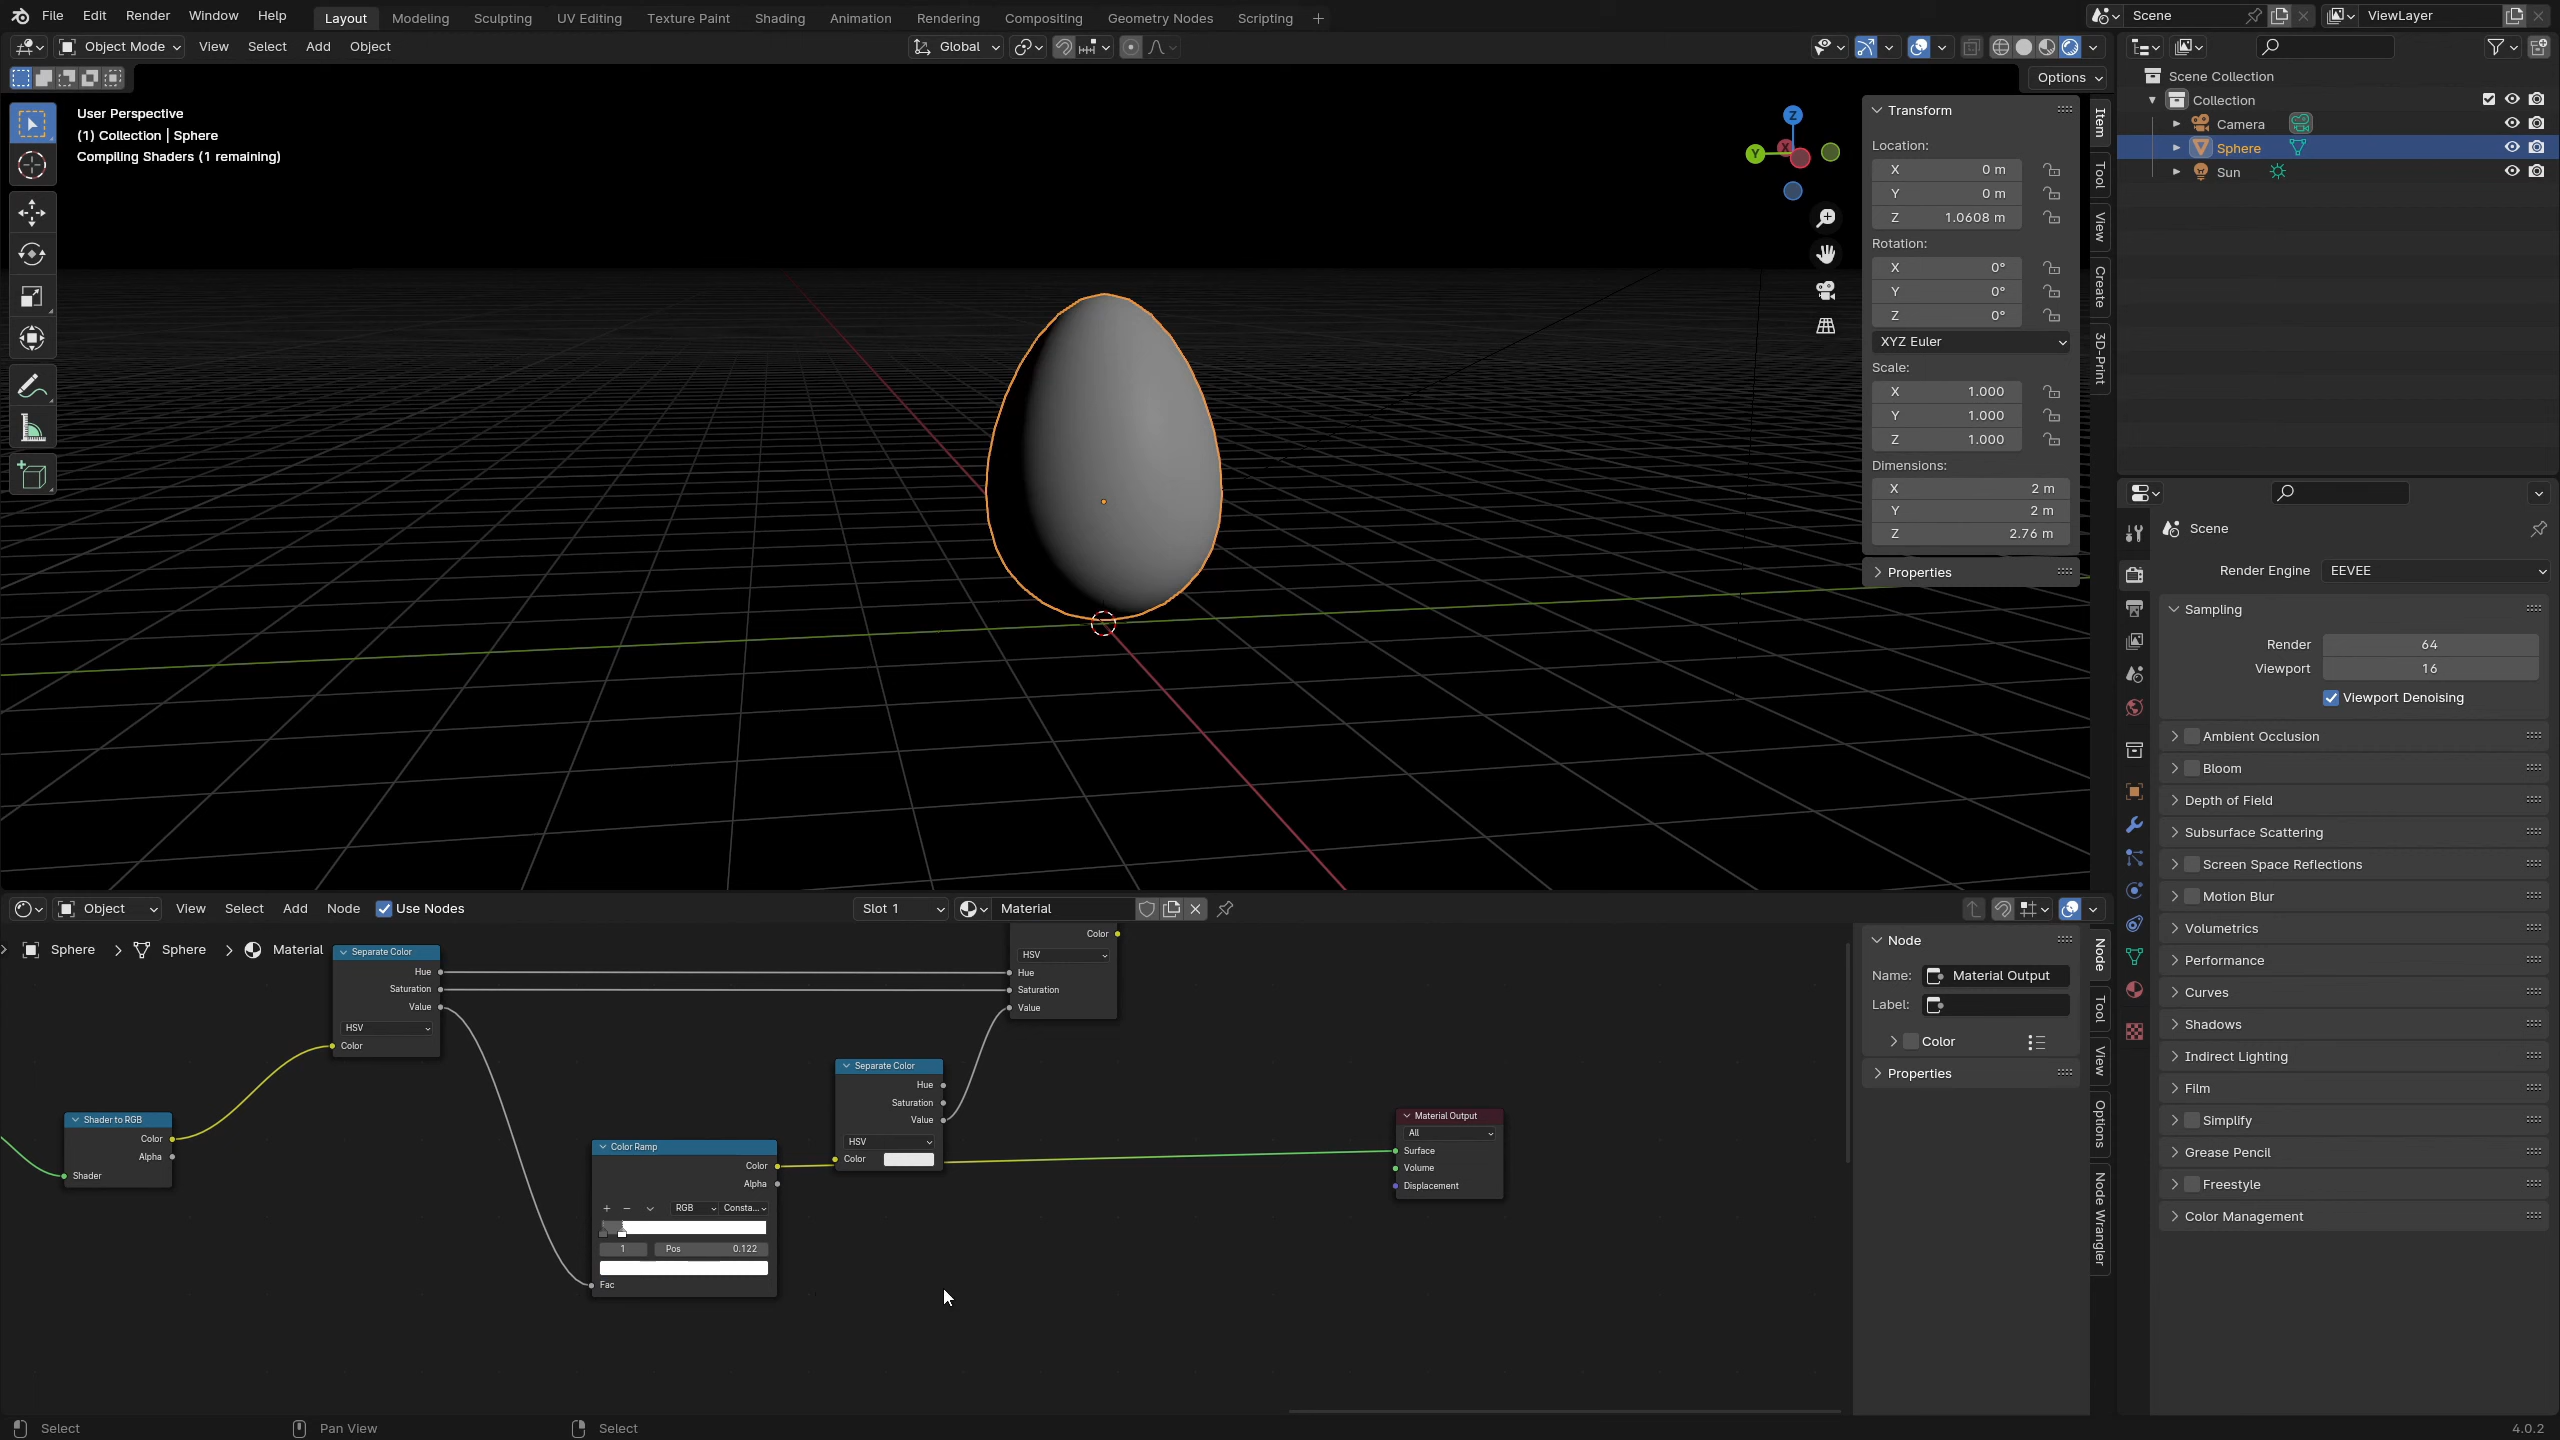 File Edit Render Window Help Layout Modeling Sculpting UV Editing Texture Paint Shading Animation Rendering Compositing Geometry Nodes Scripting + Scene ViewLayer
Object Mode View Select Add Object Global
Options
User Perspective
(1) Collection | Sphere
Compiling Shaders (1 remaining)
Z
Y
X
Transform
Location:
X 0 m
Y 0 m
Z 1.0608 m
Rotation:
X 0°
Y 0°
Z 0°
XYZ Euler
Scale:
X 1.000
Y 1.000
Z 1.000
Dimensions:
X 2 m
Y 2 m
Z 2.76 m
Properties
Item
Tool
View
Create
3D-Print
Scene Collection
Collection
Camera
Sphere
Sun
Scene
Render Engine EEVEE
Sampling
Render 64
Viewport 16
Viewport Denoising
Ambient Occlusion
Bloom
Depth of Field
Subsurface Scattering
Screen Space Reflections
Motion Blur
Volumetrics
Performance
Curves
Shadows
Indirect Lighting
Film
Simplify
Grease Pencil
Freestyle
Color Management
Object View Select Add Node Use Nodes Slot 1 Material
Sphere Sphere Material
Separate Color
Hue
Saturation
Value
HSV
Color
Shader to RGB
Color
Alpha
Shader
Color Ramp
Color
Alpha
+ − RGB Consta...
1 Pos 0.122
Fac
Separate Color
Hue
Saturation
Value
HSV
Color
Color
HSV
Hue
Saturation
Value
Material Output
All
Surface
Volume
Displacement
Node
Name: Material Output
Label:
Color
Properties
Node
Tool
View
Options
Node Wrangler
Select Pan View Select 4.0.2